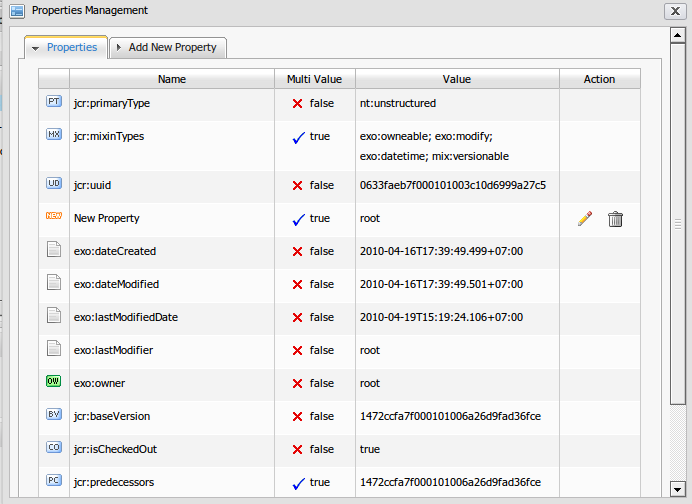 Properties Management
Properties Add New Property
Name Multi Value Value Action
PT jcr:primaryType false nt:unstructured
MX jcr:mixinTypes true exo:owneable; exo:modify;
exo:datetime; mix:versionable
UD jcr:uuid false 0633faeb7f000101003c10d6999a27c5
NEW New Property true root
exo:dateCreated false 2010-04-16T17:39:49.499+07:00
exo:dateModified false 2010-04-16T17:39:49.501+07:00
exo:lastModifiedDate false 2010-04-19T15:19:24.106+07:00
exo:lastModifier false root
OW exo:owner false root
BV jcr:baseVersion false 1472ccfa7f000101006a26d9fad36fce
CO jcr:isCheckedOut false true
PC jcr:predecessors true 1472ccfa7f000101006a26d9fad36fce